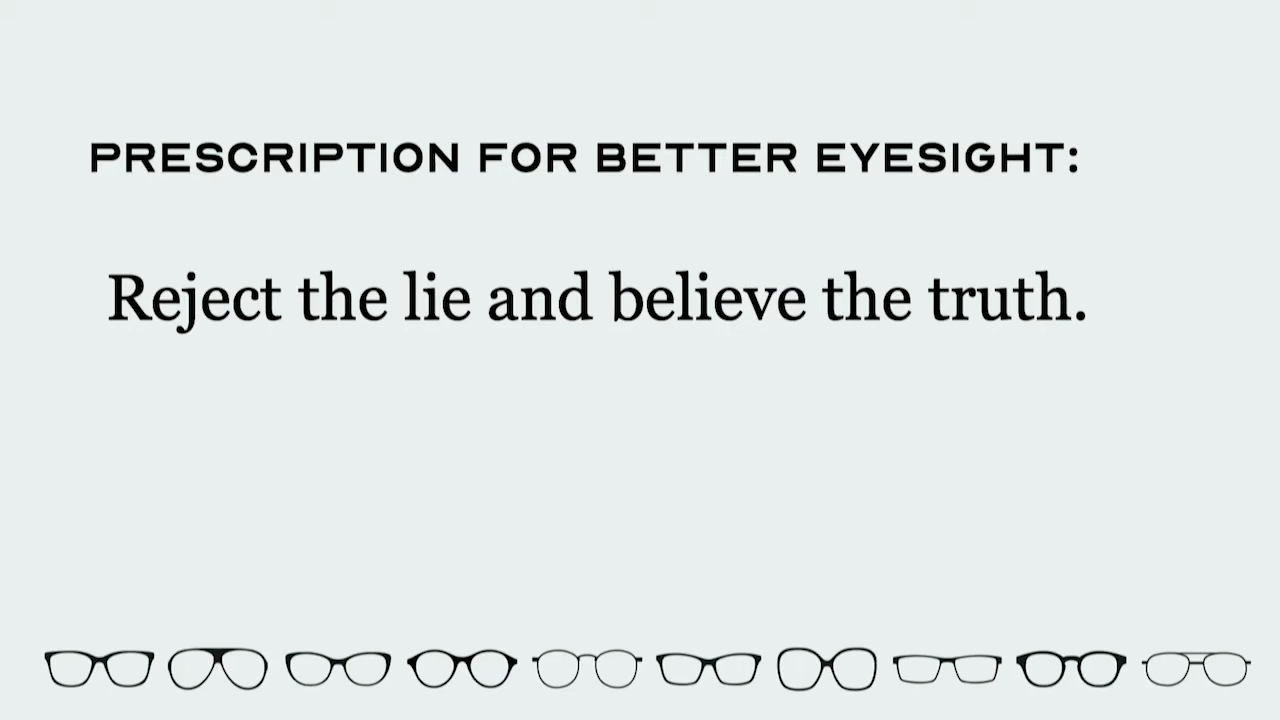 PRESCRIPTION FOR BETTER EYESIGHT:
Reject the lie and believe the truth.